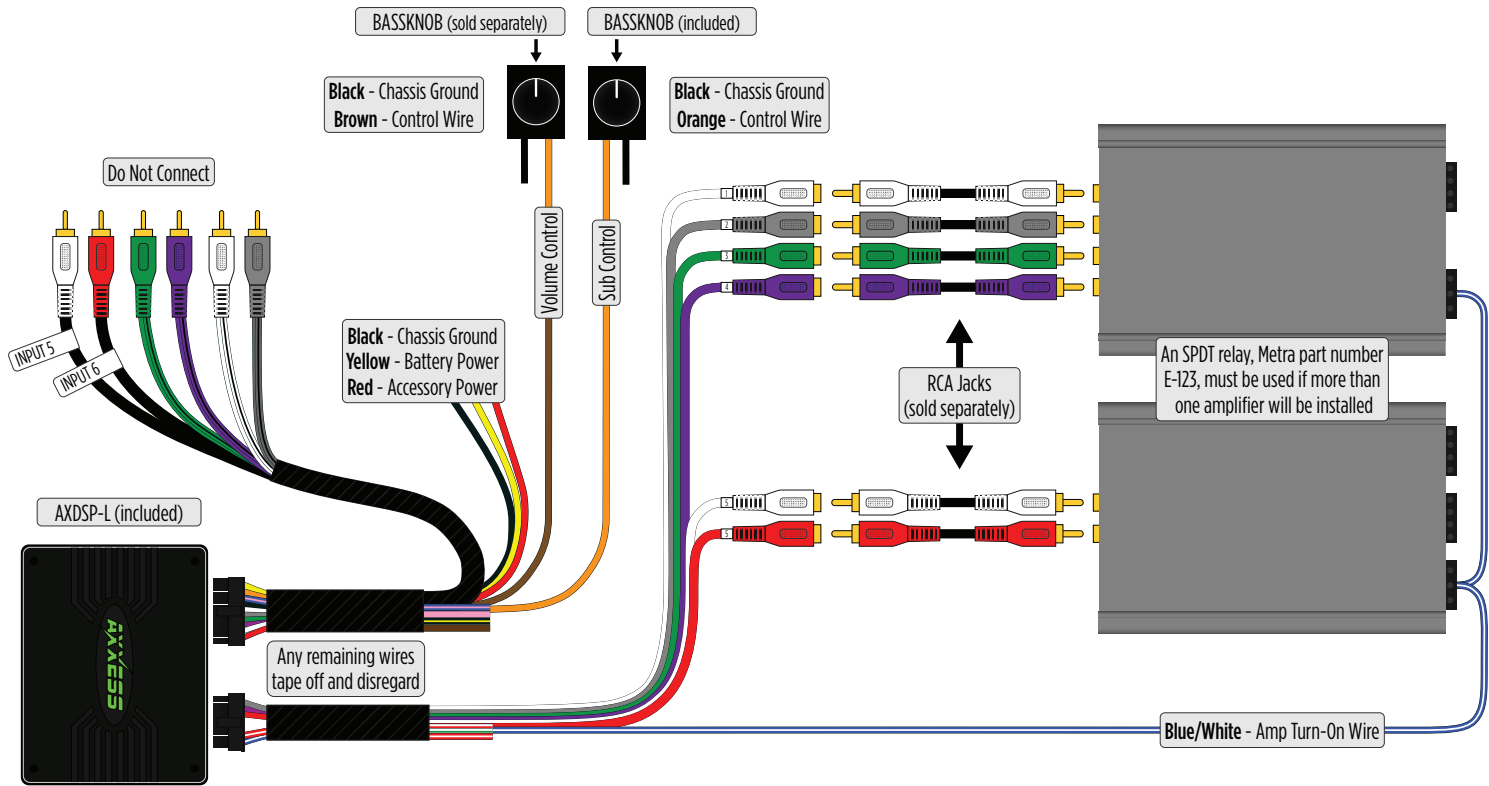 BASSKNOB (sold separately)
BASSKNOB (included)
Black - Chassis Ground
Brown - Control Wire
Black - Chassis Ground
Orange - Control Wire
Do Not Connect
INPUT 5
INPUT 6
Volume Control
Sub Control
Black - Chassis Ground
Yellow - Battery Power
Red - Accessory Power
1
2
3
4
RCA Jacks
(sold separately)
An SPDT relay, Metra part number
E-123, must be used if more than
one amplifier will be installed
5
5
AXDSP-L (included)
AXXESS
Any remaining wires
tape off and disregard
Blue/White - Amp Turn-On Wire